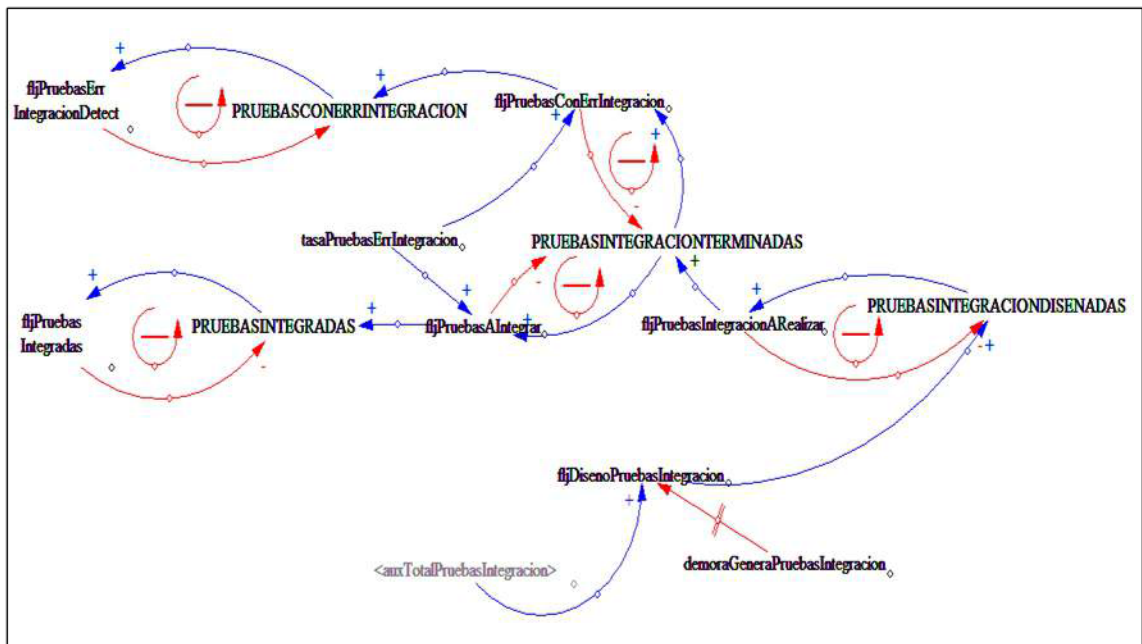 fljPruebasErr
IntegracionDetect
PRUEBASCONERRINTEGRACION
fljPruebasConErrIntegracion
tasaPruebasErrIntegracion
PRUEBASINTEGRACIONTERMINADAS
fljPruebas
Integradas
PRUEBASINTEGRADAS
fljPruebasAIntegrar
fljPruebasIntegracionARealizar
PRUEBASINTEGRACIONDISENADAS
fljDisenoPruebasIntegracion
<auxTotalPruebasIntegracion>
demoraGeneraPruebasIntegracion